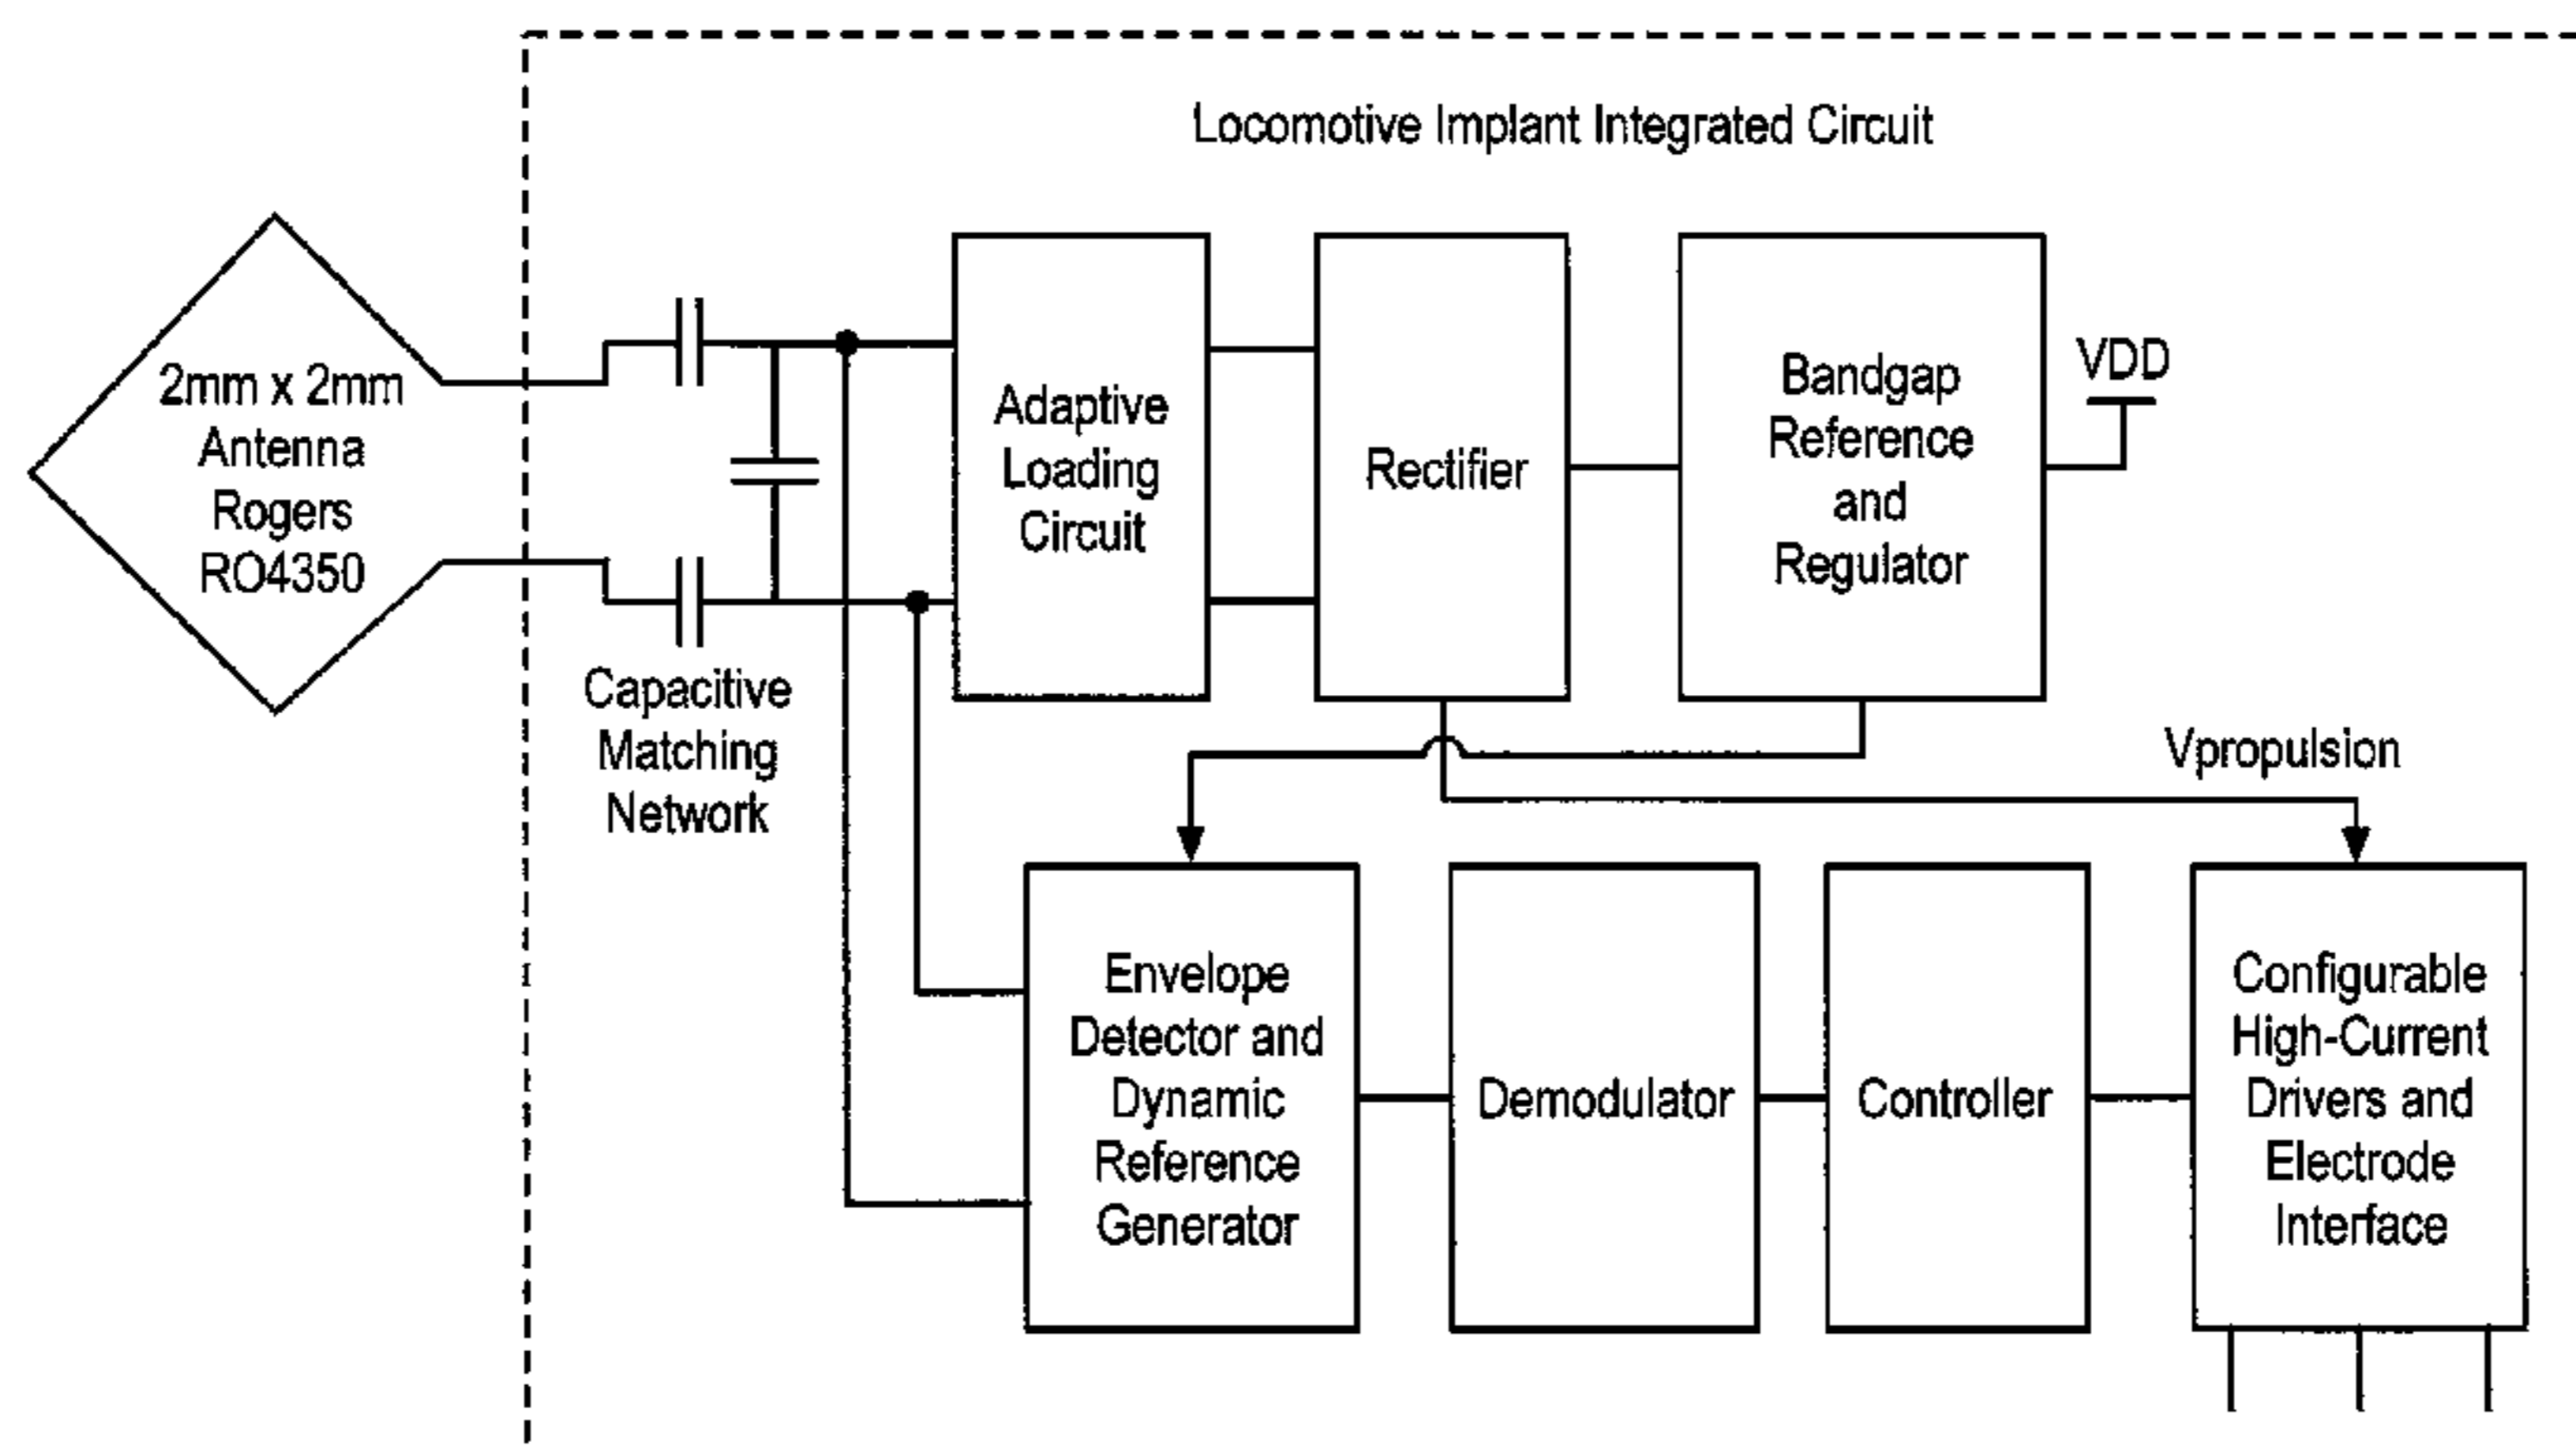 Locomotive Implant Integrated Circuit
2mm x 2mm
Antenna
Rogers
RO4350
Capacitive
Matching
Network
Adaptive
Loading
Circuit
Rectifier
Bandgap
Reference
and
Regulator
VDD
Vpropulsion
Envelope
Detector and
Dynamic
Reference
Generator
Demodulator
Controller
Configurable
High-Current
Drivers and
Electrode
Interface